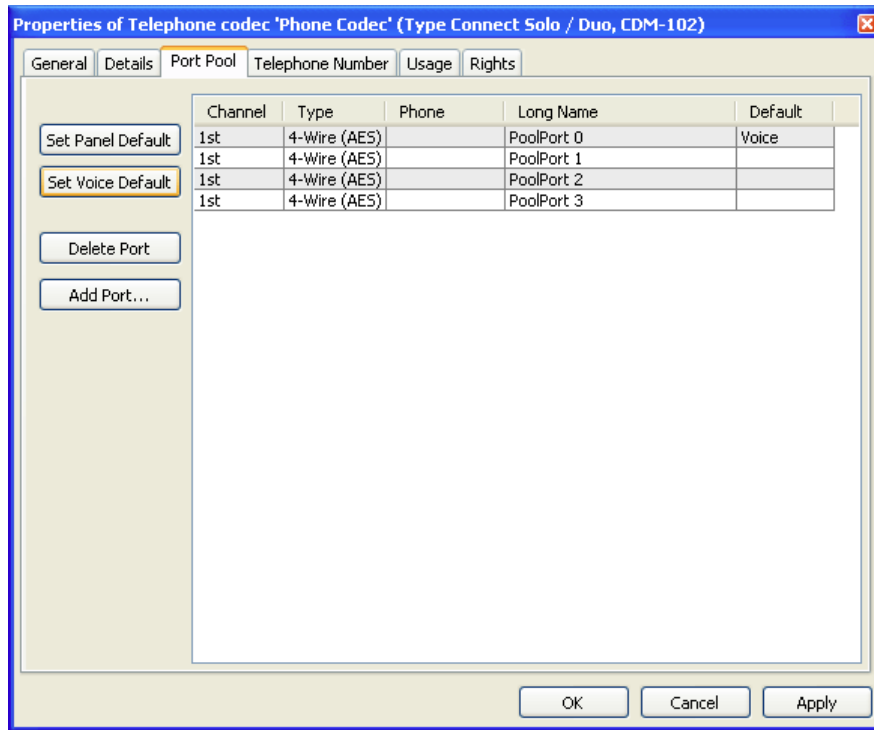 Properties of Telephone codec 'Phone Codec' (Type Connect Solo / Duo, CDM-102)
General Details Port Pool Telephone Number Usage Rights
Set Panel Default
Set Voice Default
Delete Port
Add Port...
Channel Type Phone Long Name Default
1st 4-Wire (AES) PoolPort 0 Voice
1st 4-Wire (AES) PoolPort 1
1st 4-Wire (AES) PoolPort 2
1st 4-Wire (AES) PoolPort 3
OK Cancel Apply